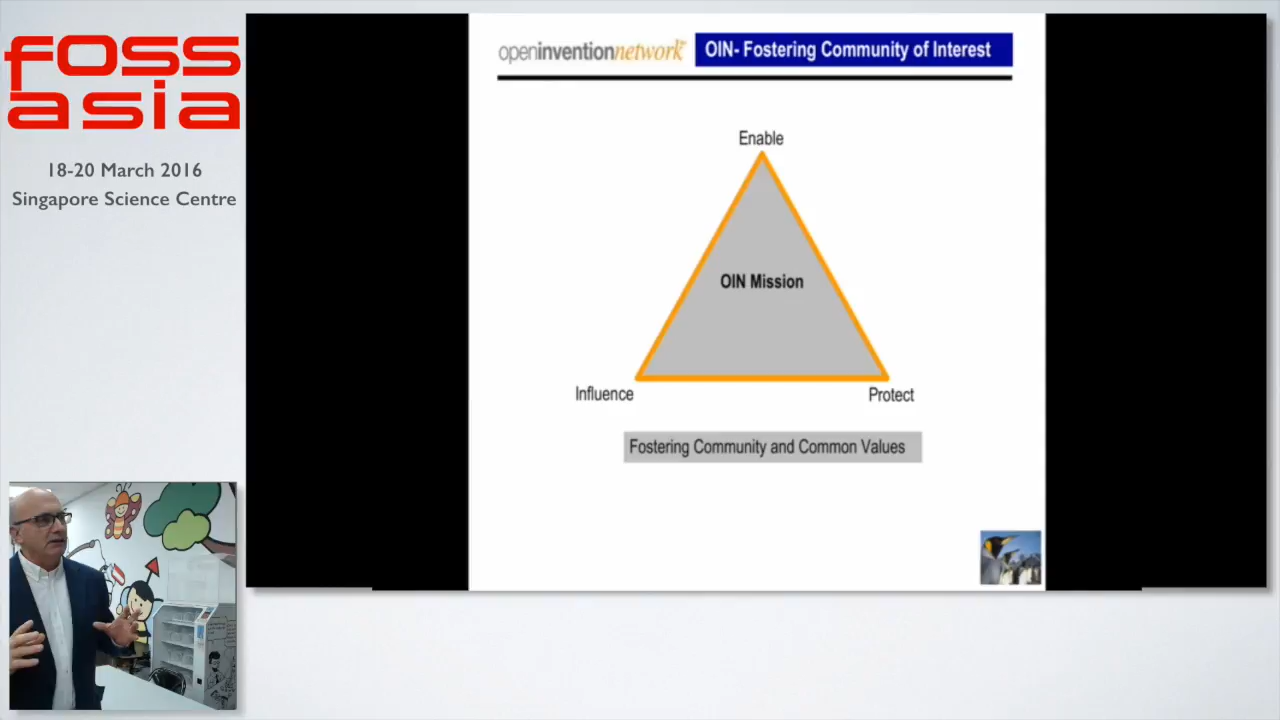 foss
asia
18-20 March 2016
Singapore Science Centre
openinventionnetwork™
OIN- Fostering Community of Interest
Enable
OIN Mission
Influence
Protect
Fostering Community and Common Values